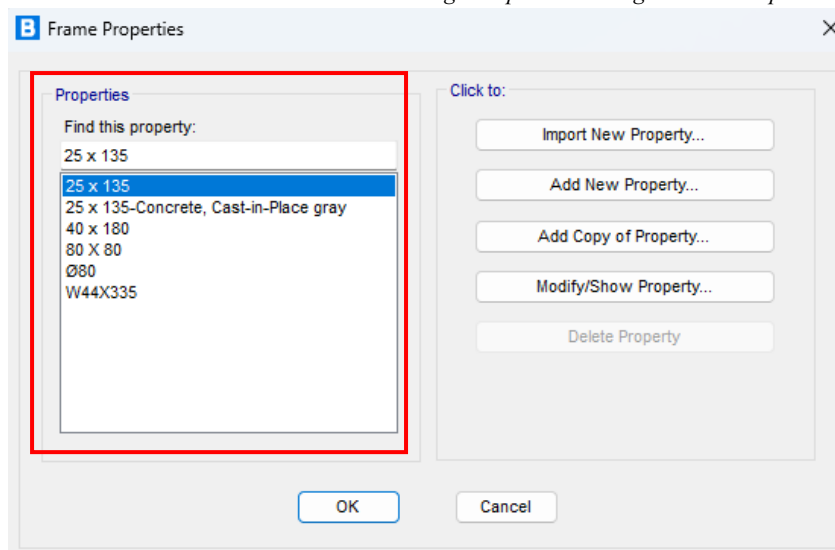 B Frame Properties
Properties
Find this property:
25 x 135
25 x 135
25 x 135-Concrete, Cast-in-Place gray
40 x 180
80 X 80
Ø80
W44X335
Click to:
Import New Property...
Add New Property...
Add Copy of Property...
Modify/Show Property...
Delete Property
OK
Cancel